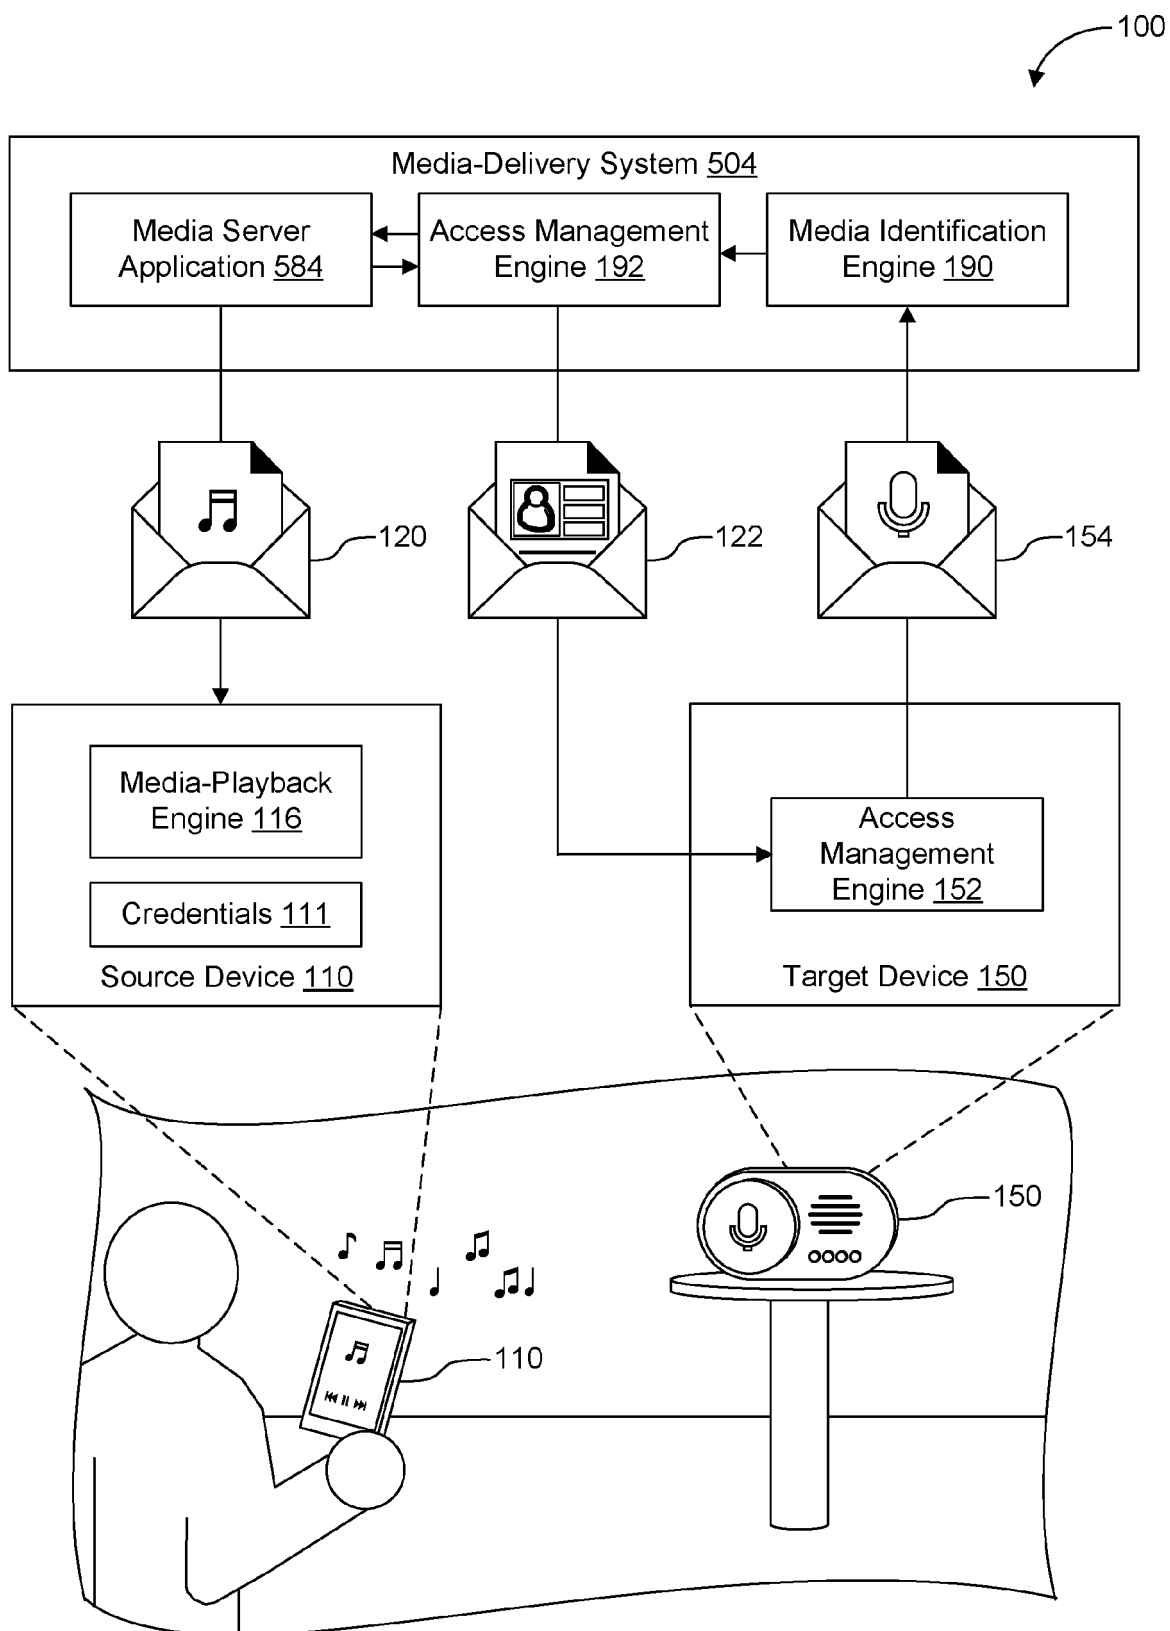 100
Media-Delivery System 504
Media Server
Application 584
Access Management
Engine 192
Media Identification
Engine 190
120
122
154
Media-Playback
Engine 116
Credentials 111
Source Device 110
Access
Management
Engine 152
Target Device 150
150
110